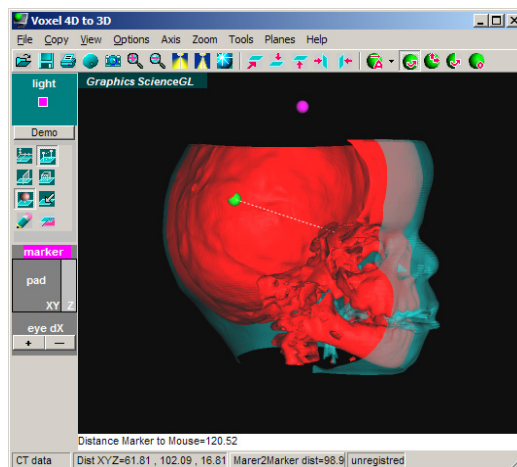 Voxel 4D to 3D
File Copy View Options Axis Zoom Tools Planes Help
light
Graphics ScienceGL
Demo
marker
pad
XY Z
eye dX
+ —
Distance Marker to Mouse=120.52
CT data Dist XYZ=61.81 , 102.09 , 16.81 Marer2Marker dist=98.9 unregistred